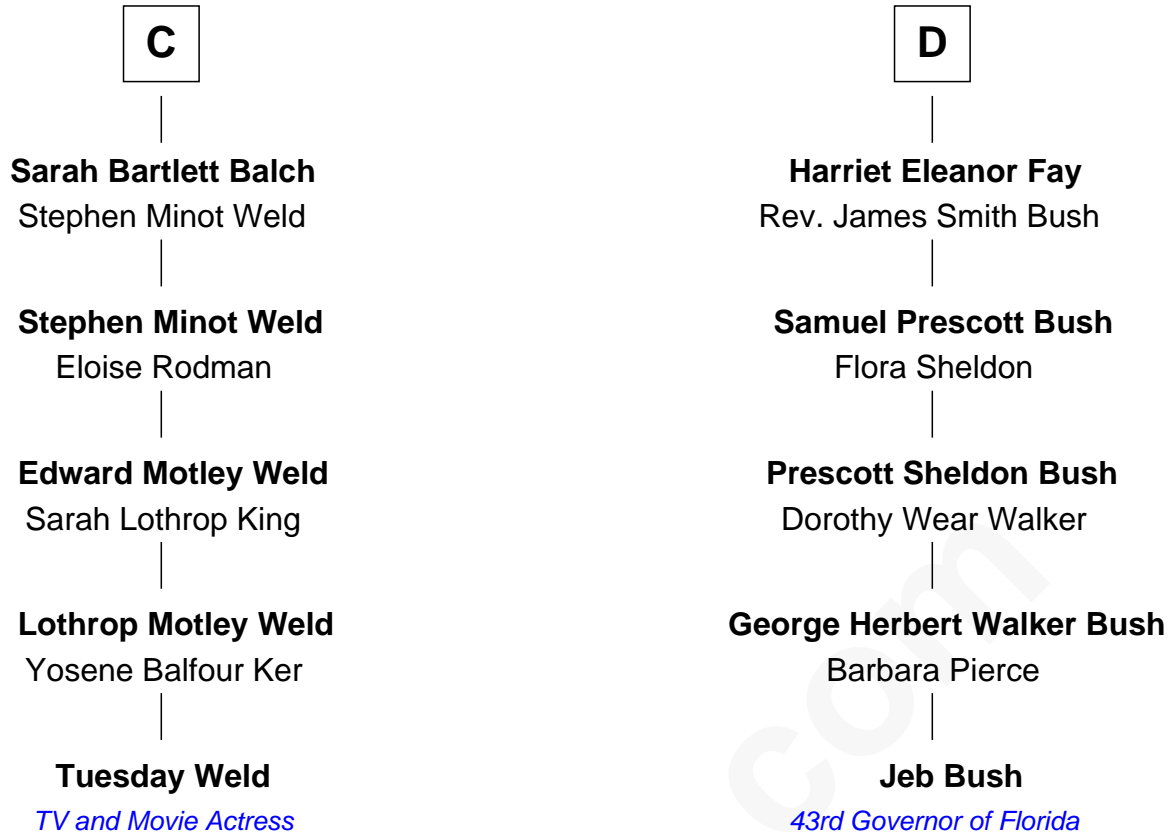 C
Sarah Bartlett Balch
Stephen Minot Weld
Stephen Minot Weld
Eloise Rodman
Edward Motley Weld
Sarah Lothrop King
Lothrop Motley Weld
Yosene Balfour Ker
Tuesday Weld
TV and Movie Actress
D
Harriet Eleanor Fay
Rev. James Smith Bush
Samuel Prescott Bush
Flora Sheldon
Prescott Sheldon Bush
Dorothy Wear Walker
George Herbert Walker Bush
Barbara Pierce
Jeb Bush
43rd Governor of Florida
com